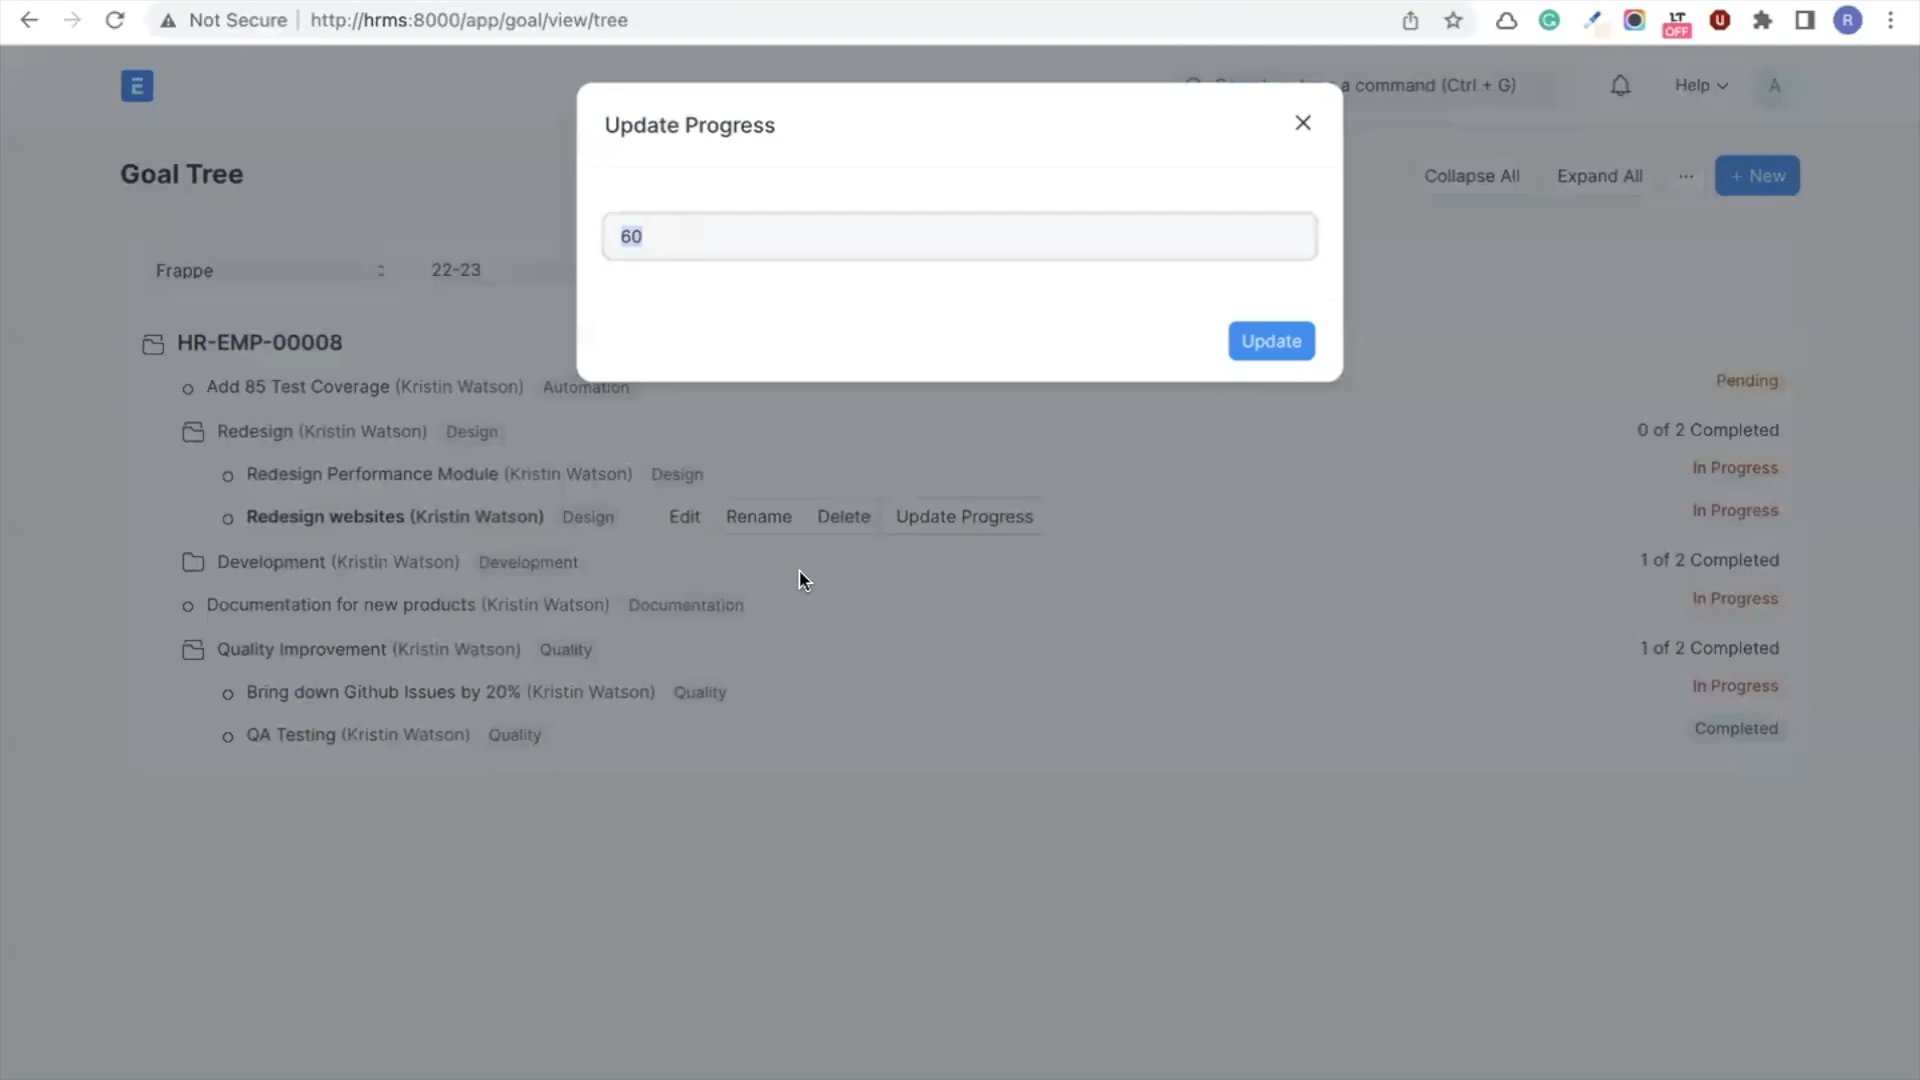 Not Secure http://hrms:8000/app/goal/view/tree
LT
OFF
R
a command (Ctrl + G)
Help
A
Update Progress
Goal Tree
Collapse All
Expand All
+ New
60
Frappe
22-23
Update
HR-EMP-00008
Add 85 Test Coverage (Kristin Watson) Automation Pending
Redesign (Kristin Watson) Design 0 of 2 Completed
Redesign Performance Module (Kristin Watson) Design In Progress
Redesign websites (Kristin Watson) Design Edit Rename Delete Update Progress In Progress
Development (Kristin Watson) Development 1 of 2 Completed
Documentation for new products (Kristin Watson) Documentation In Progress
Quality Improvement (Kristin Watson) Quality 1 of 2 Completed
Bring down Github Issues by 20% (Kristin Watson) Quality In Progress
QA Testing (Kristin Watson) Quality Completed